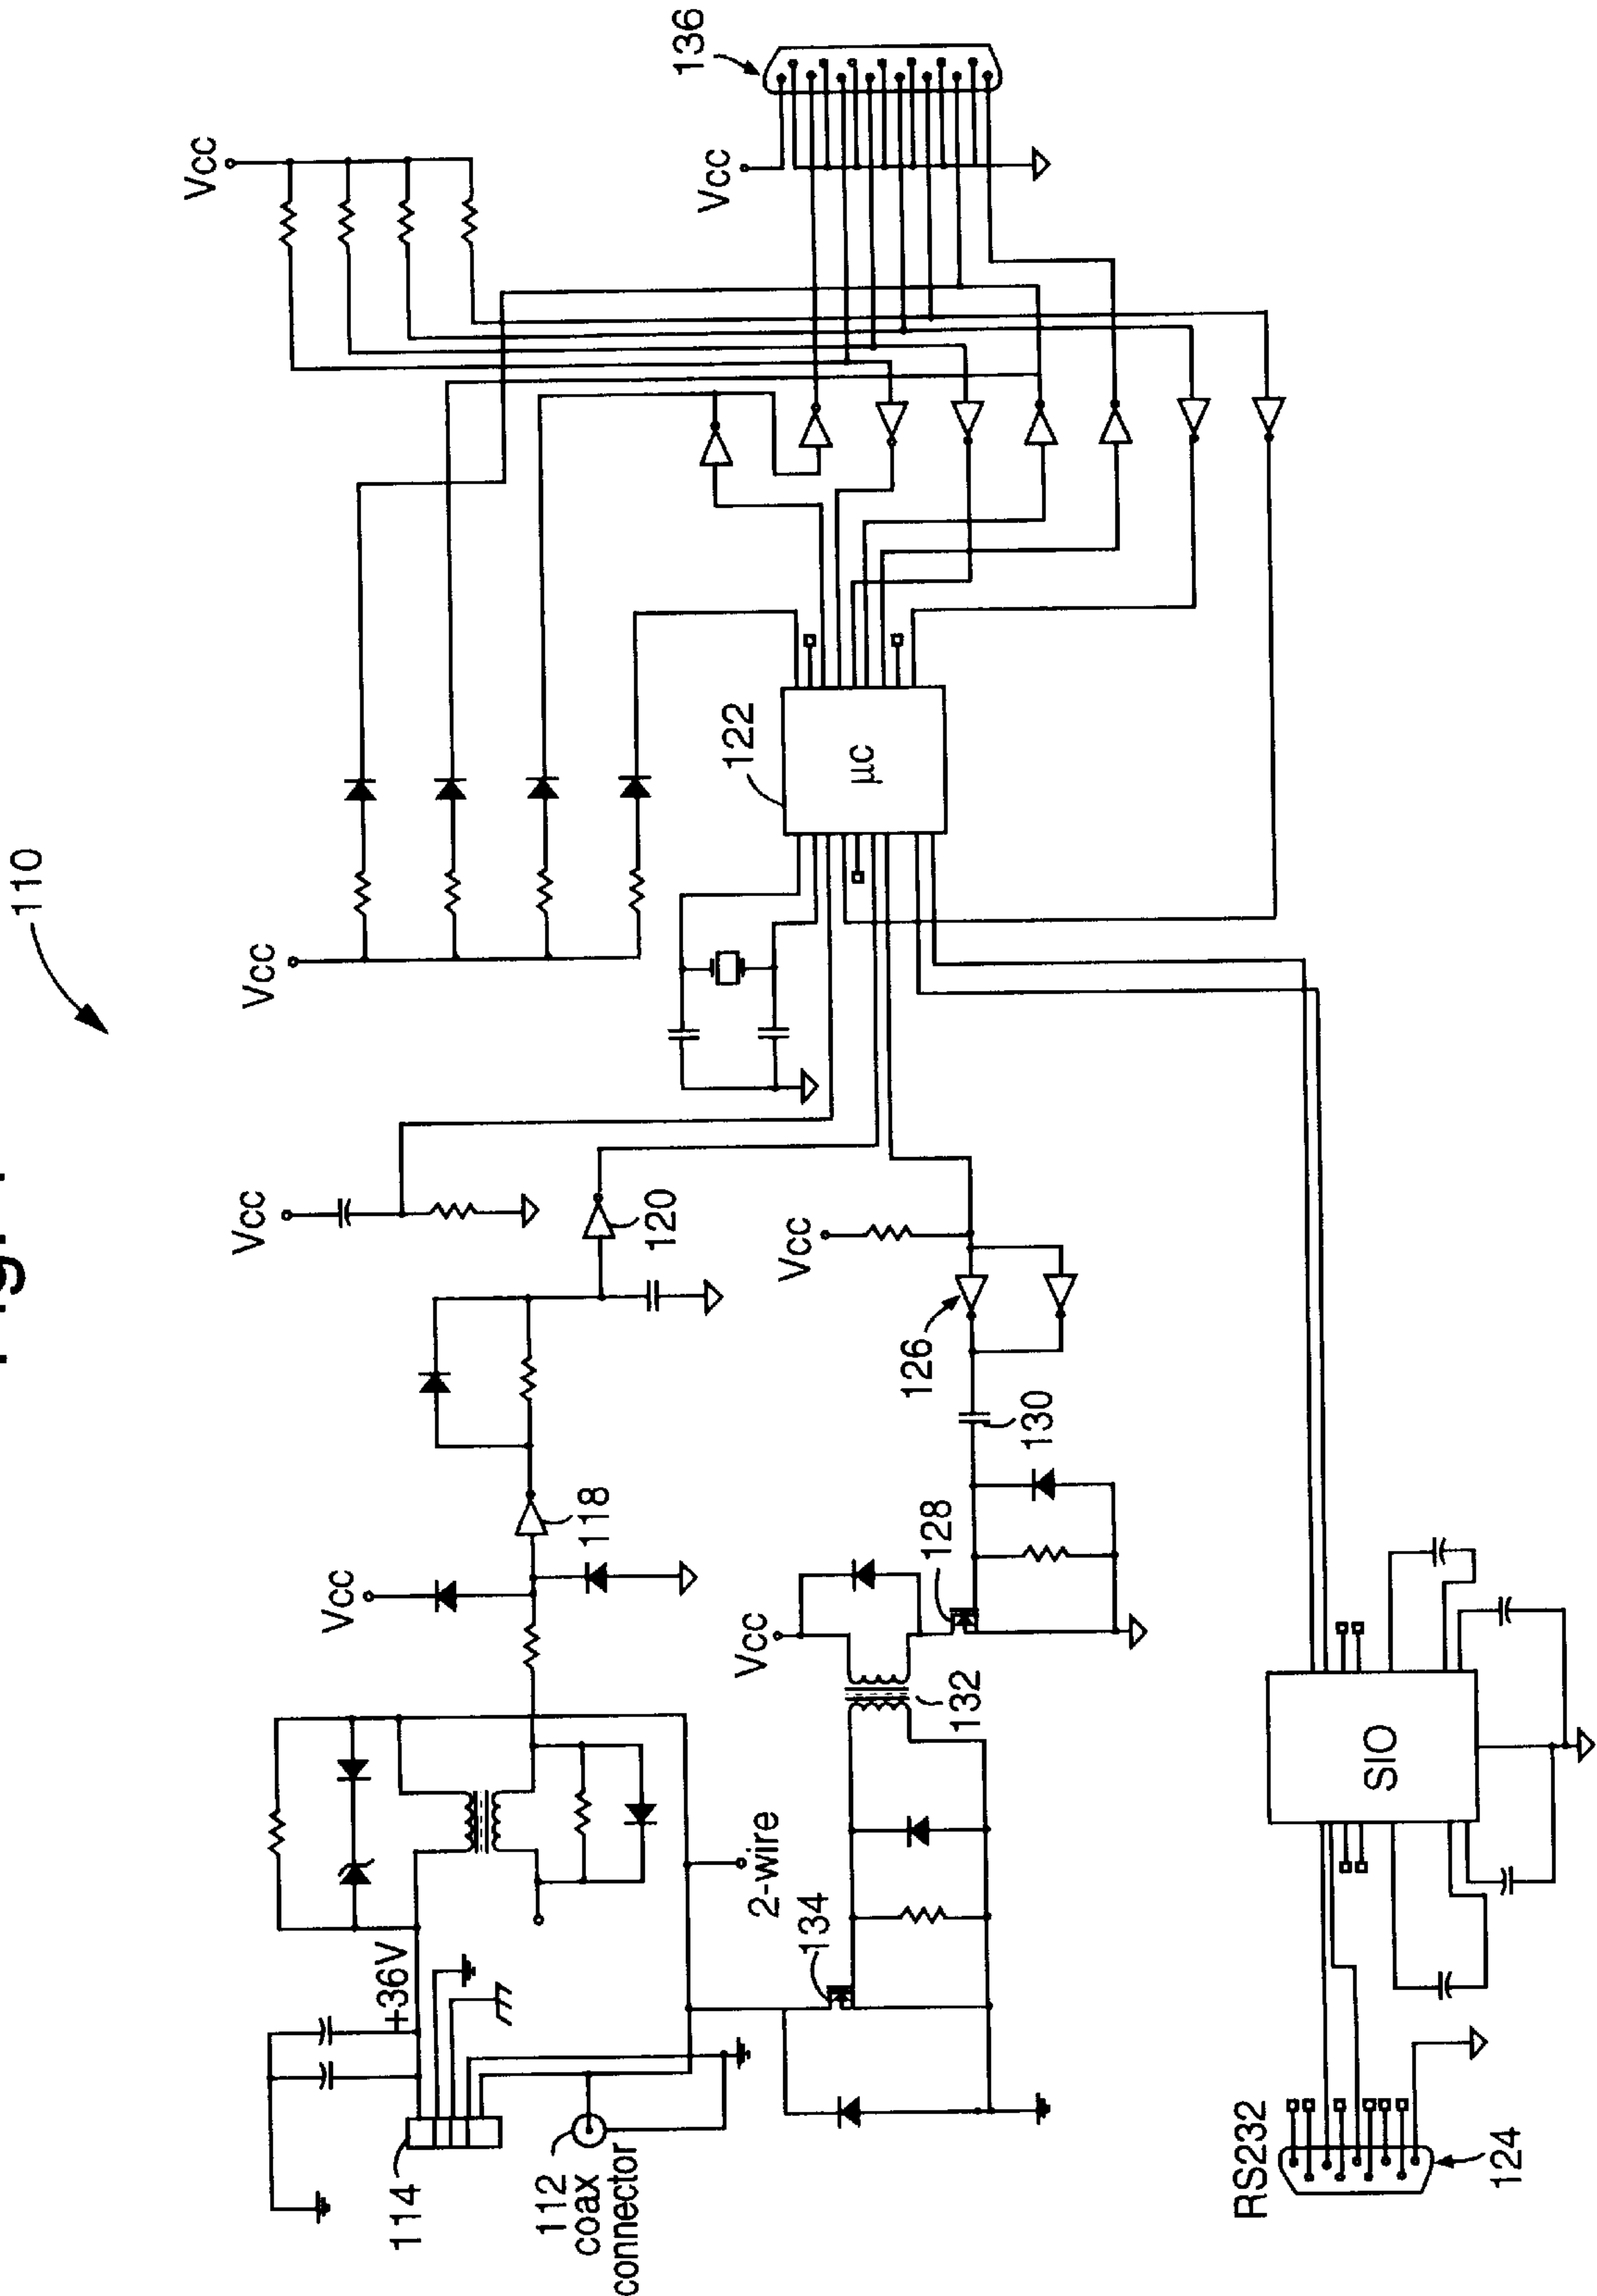 110
Vcc
Vcc
136
Vcc
Vcc
122
µc
Vcc
120
Vcc
126
130
118
Vcc
128
Vcc
132
2-wire
134
+36V
114
112
coax
connector
SIO
RS232
124